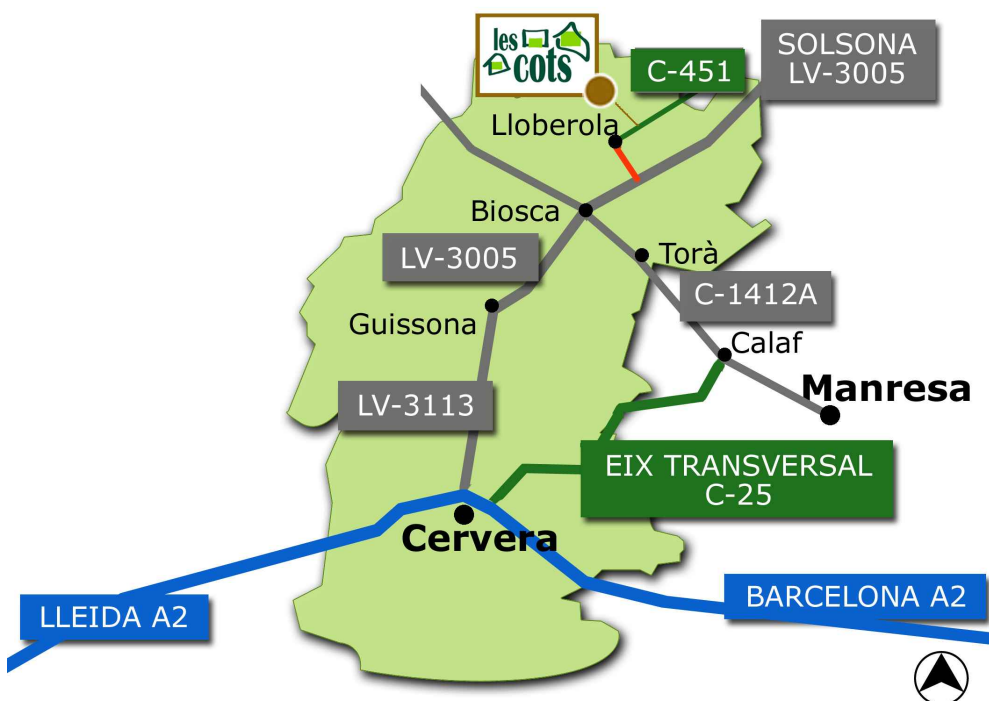 les
cots
SOLSONA
LV-3005
C-451
Lloberola
Biosca
Torà
LV-3005
C-1412A
Guissona
Calaf
Manresa
LV-3113
EIX TRANSVERSAL
C-25
Cervera
BARCELONA A2
LLEIDA A2